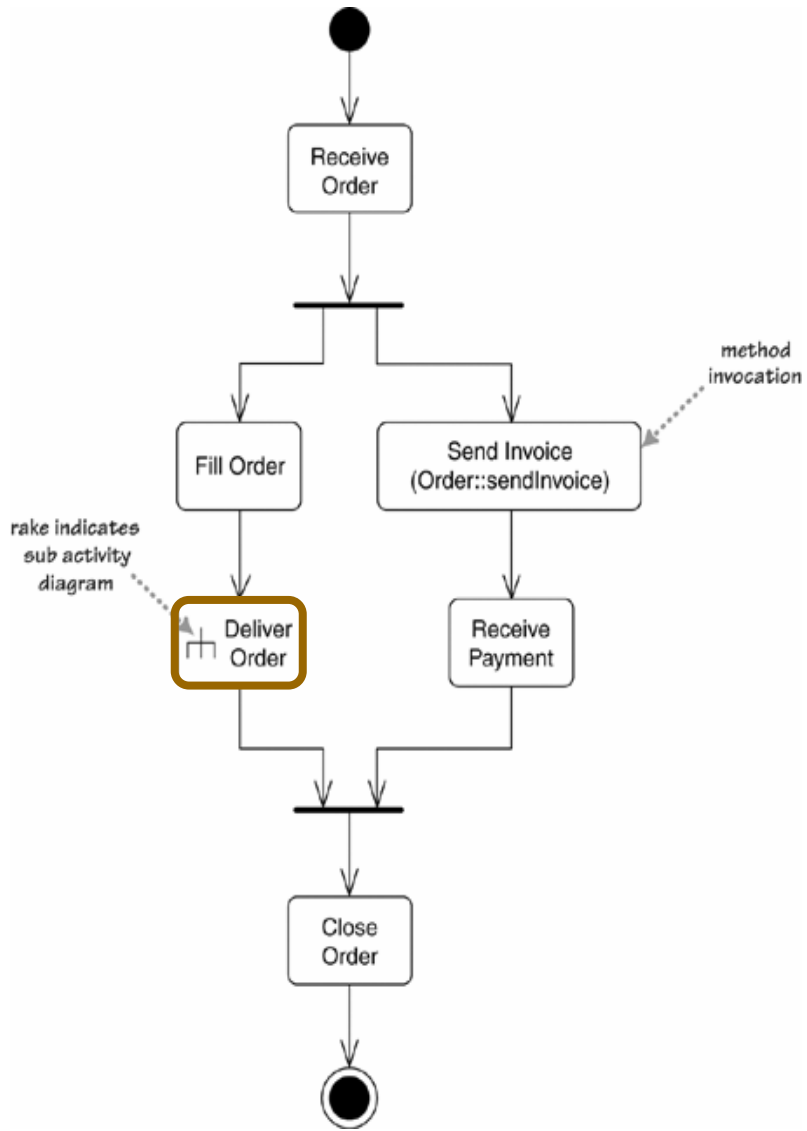 Receive
Order
method
invocation
Fill Order
Send Invoice
(Order::sendInvoice)
rake indicates
sub activity
diagram
Deliver
Order
Receive
Payment
Close
Order